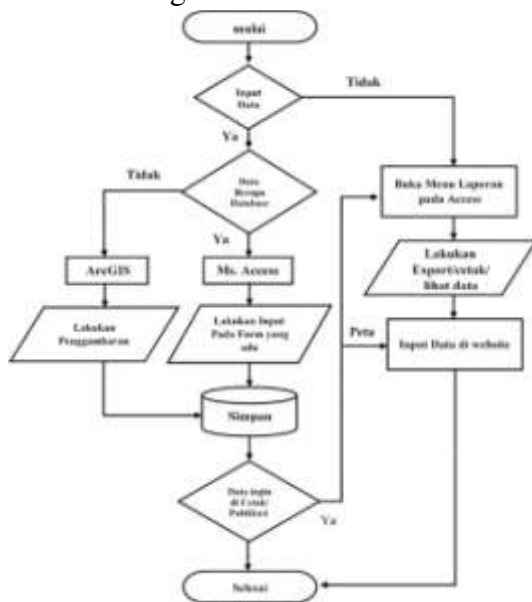 mulai
Tidak
Input
Data
Ya
Tidak
Data
Berupa
Database
Buka Menu Laporan
pada Access
Ya
ArcGIS
Ms. Access
Lakukan
Export/cetak/
lihat data
Lakukan
Penggambaran
Lakukan Input
Pada Form yang
ada
Peta
Input Data di website
Simpan
Data ingin
di Cetak/
Publikasi
Ya
Selesai